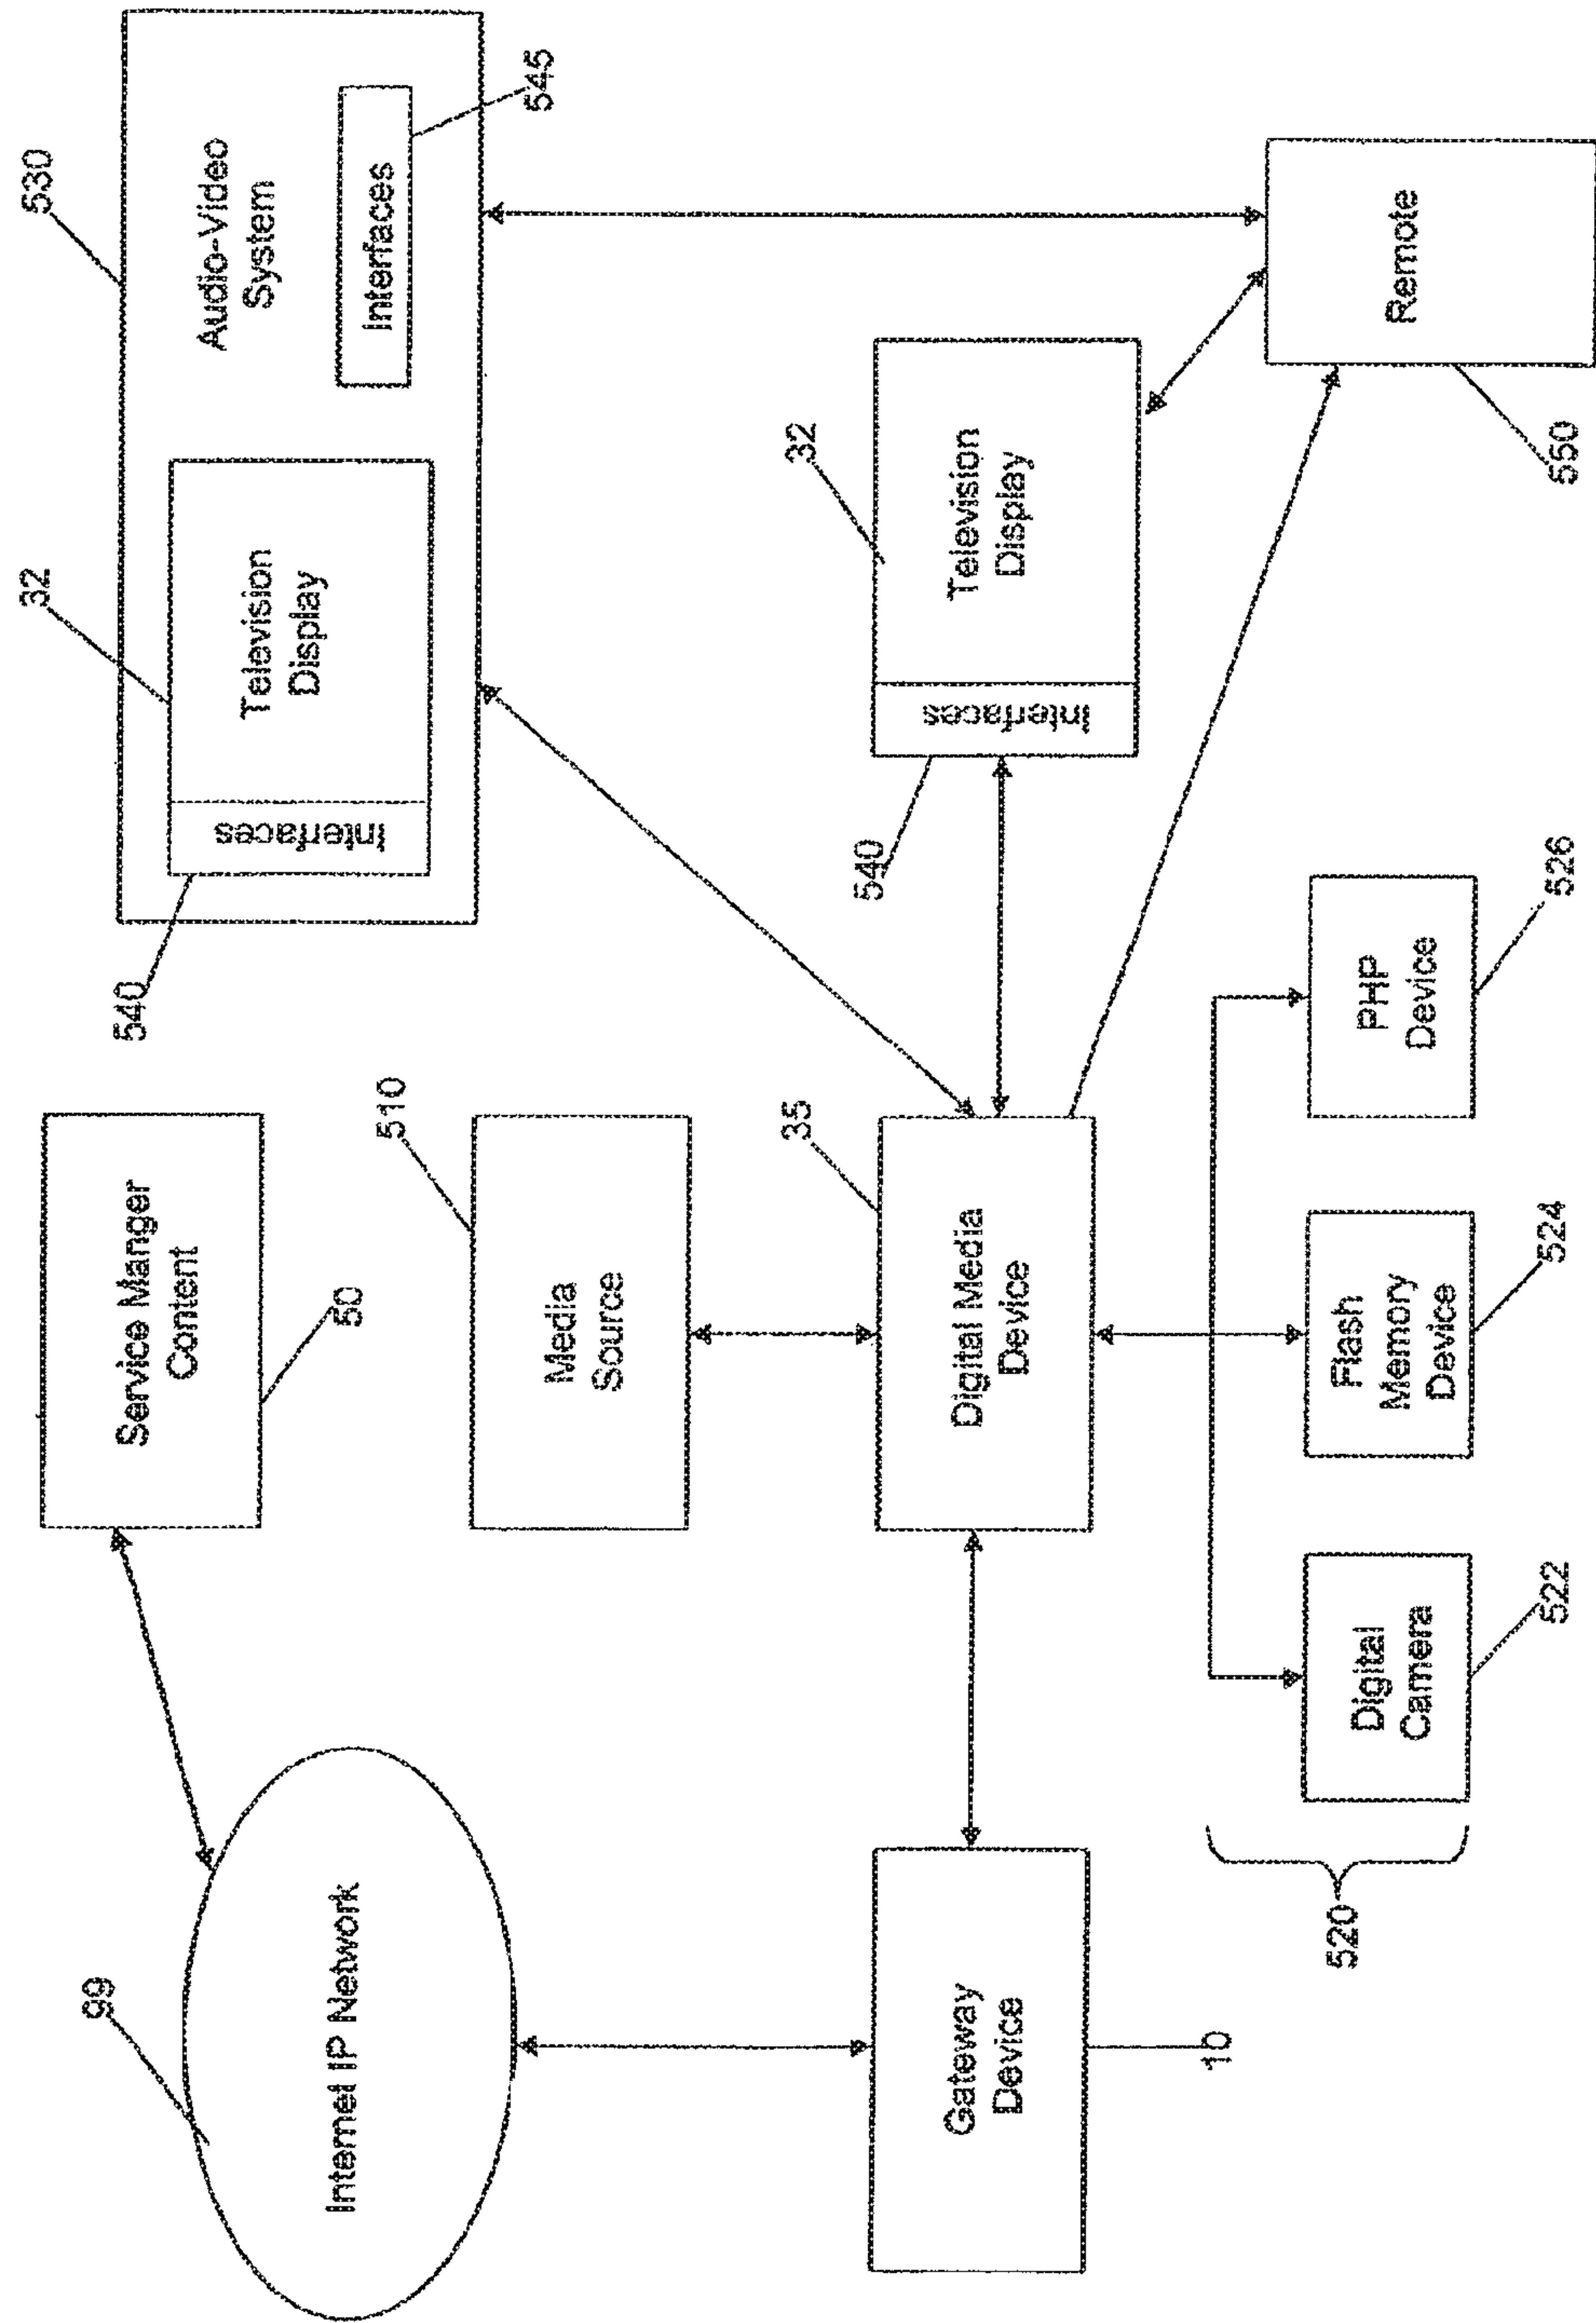 99
Internel IP Network
Service Manger
Content
50
530
32
Television
Display
Interfaces
540
Audio-Video
System
Interfaces
545
510
Media
Source
35
Digital Media
Device
Gateway
Device
10
32
Television
Display
Interfaces
540
Remote
550
520
Digital
Camera
522
Flash
Memory
Device
524
PHP
Device
526